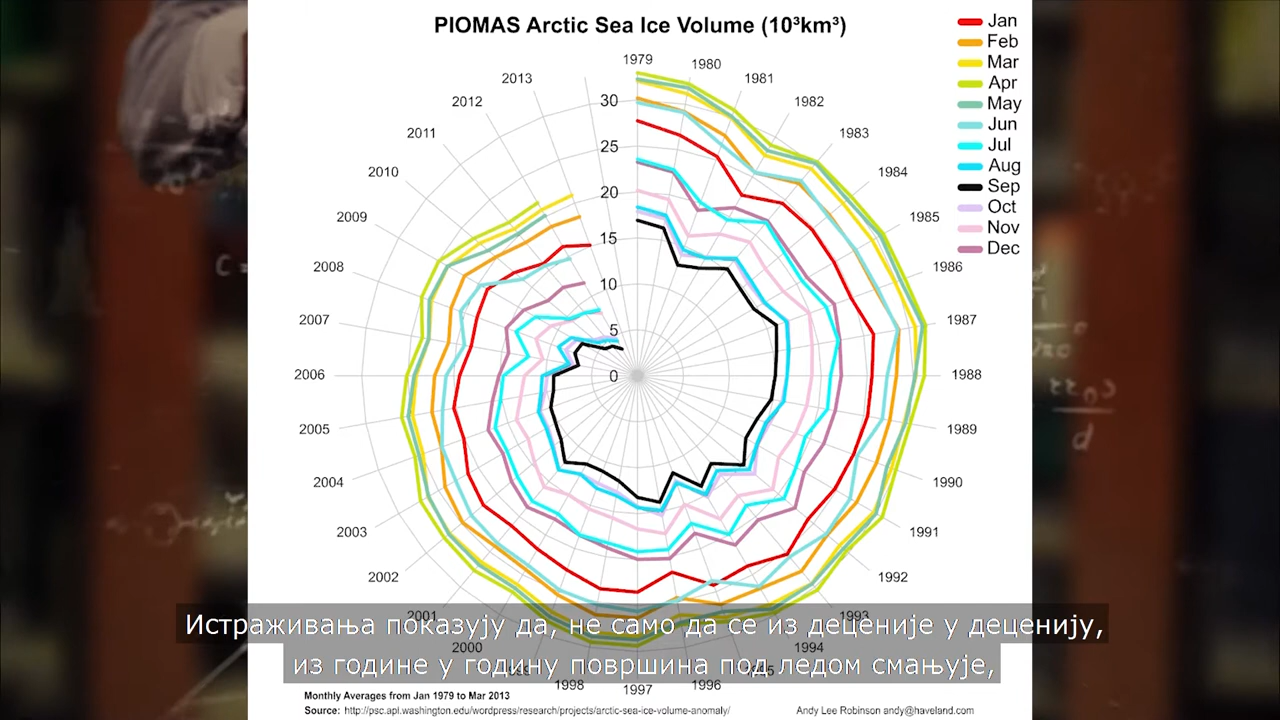 PIOMAS Arctic Sea Ice Volume (10³km³)
Jan
Feb
Mar
Apr
May
Jun
Jul
Aug
Sep
Oct
Nov
Dec
1979
1980
1981
1982
1983
1984
1985
1986
1987
1988
1989
1990
1991
1992
1993
1994
1996
1997
1998
2000
2001
2002
2003
2004
2005
2006
2007
2008
2009
2010
2011
2012
2013
30
25
20
15
10
5
0
Истраживања показују да, не само да се из деценије у деценију,
из године у годину површина под ледом смањује,
Monthly Averages from Jan 1979 to Mar 2013
Source: http://psc.apl.washington.edu/wordpress/research/projects/arctic-sea-ice-volume-anomaly/
Andy Lee Robinson andy@haveland.com